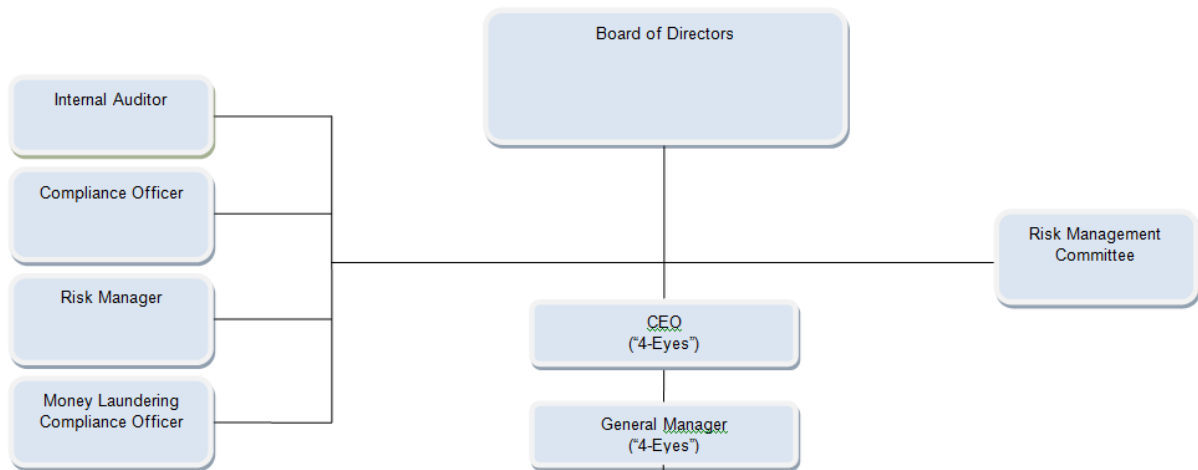 Board of Directors
Internal Auditor
Compliance Officer
Risk Manager
Money Laundering
Compliance Officer
Risk Management
Committee
CEO
(“4-Eyes”)
General Manager
(“4-Eyes”)